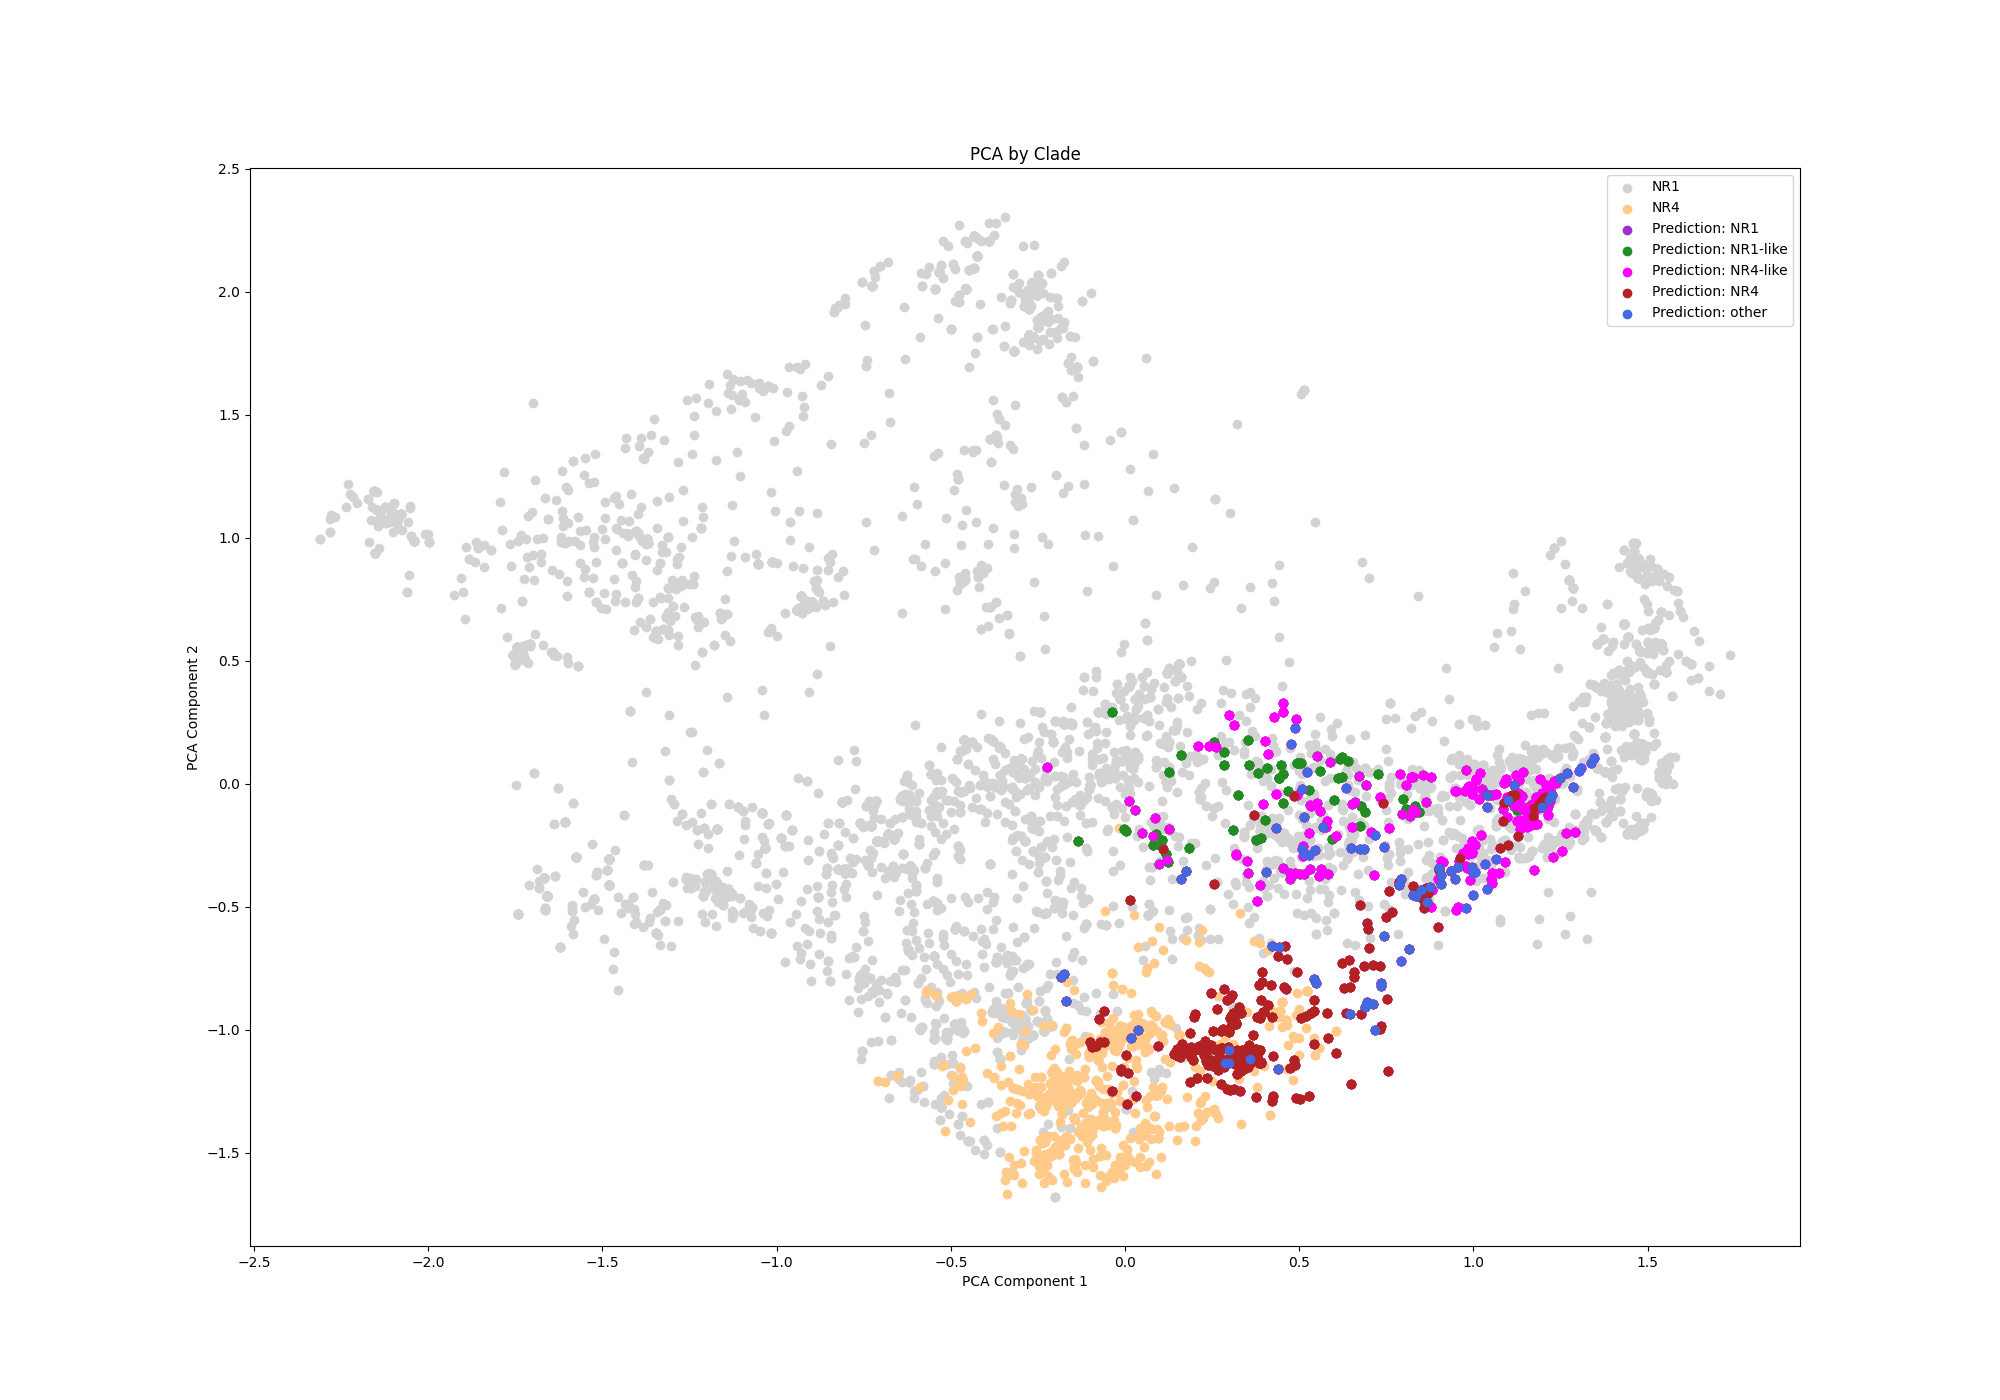 PCA by Clade
2.5
2.0
1.5
1.0
0.5
0.0
−0.5
−1.0
−1.5
PCA Component 2
NR1
NR4
Prediction: NR1
Prediction: NR1-like
Prediction: NR4-like
Prediction: NR4
Prediction: other
−2.5 −2.0 −1.5 −1.0 −0.5 0.0 0.5 1.0 1.5
PCA Component 1